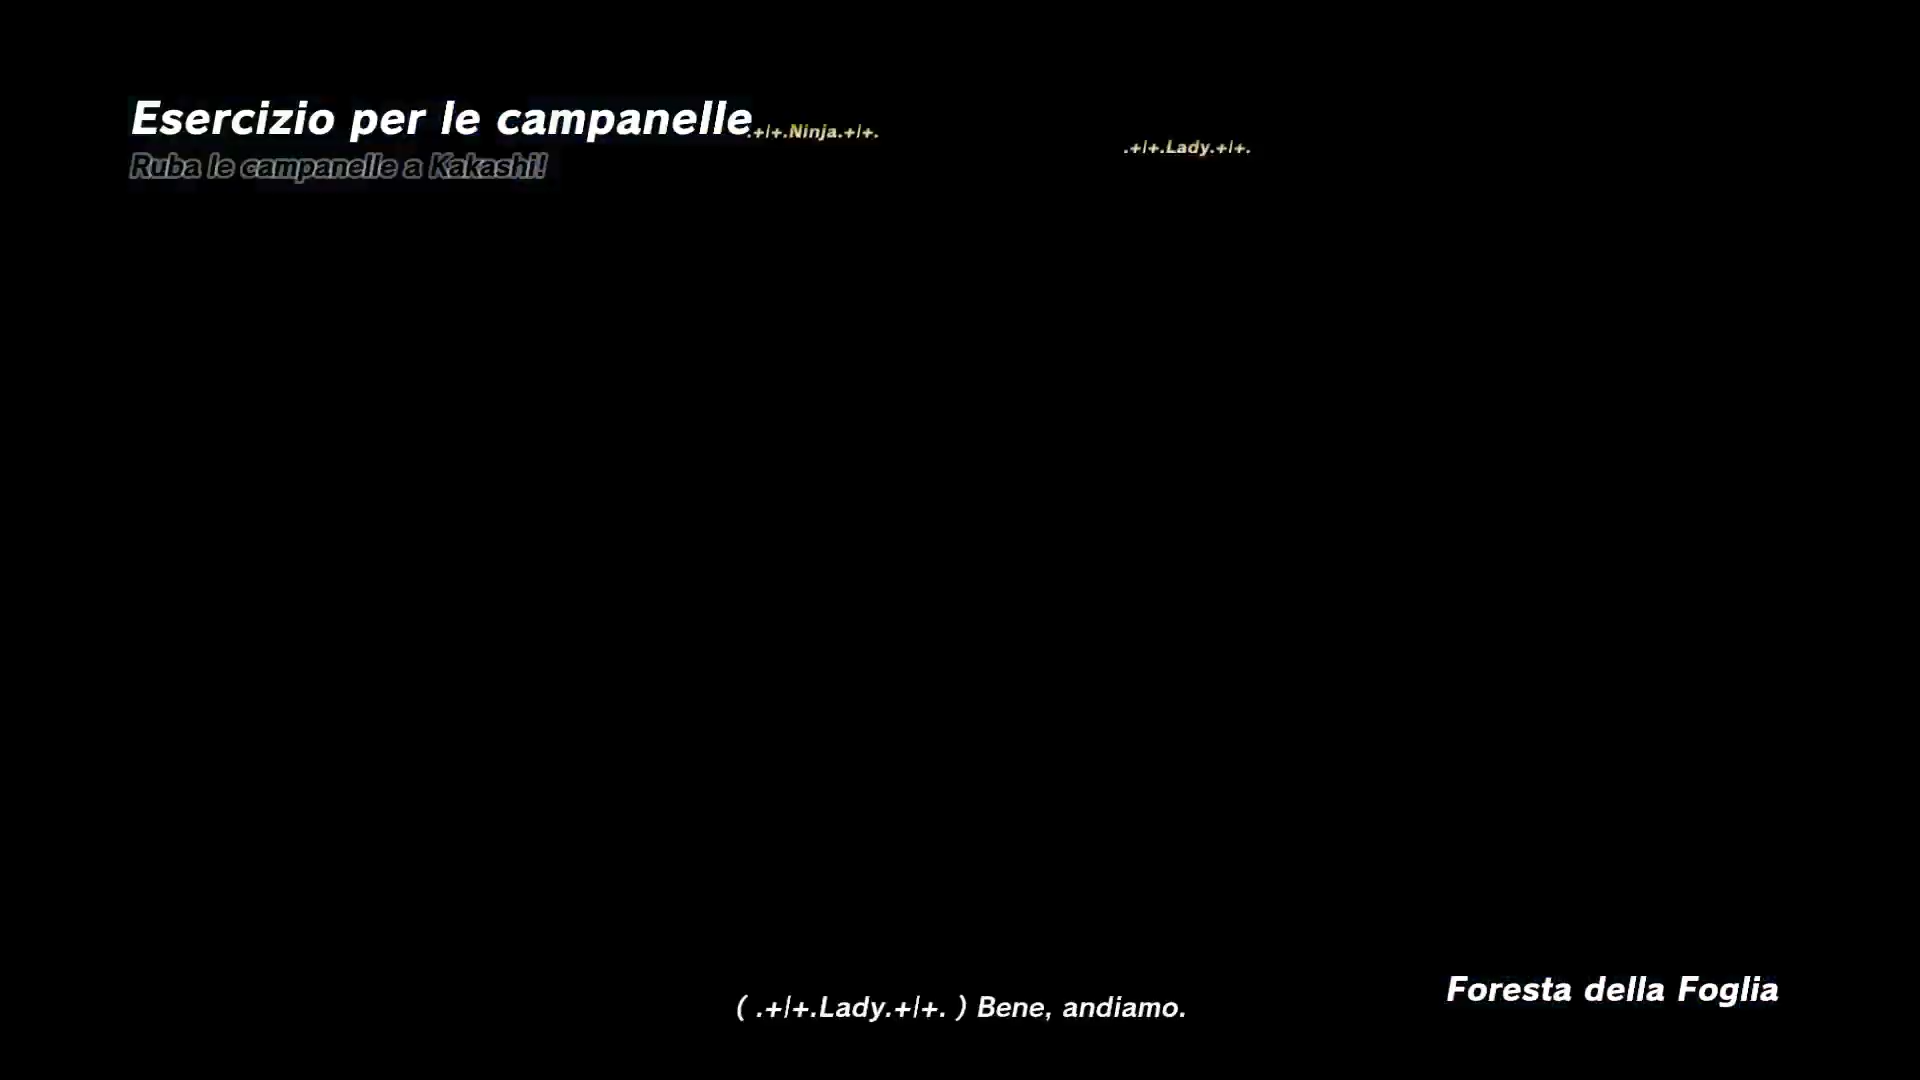 Esercizio per le campanelle
.+/+.Ninja.+/+.
.+/+.Lady.+/+.
Ruba le campanelle a Kakashi!
Foresta della Foglia
( .+/+.Lady.+/+. ) Bene, andiamo.